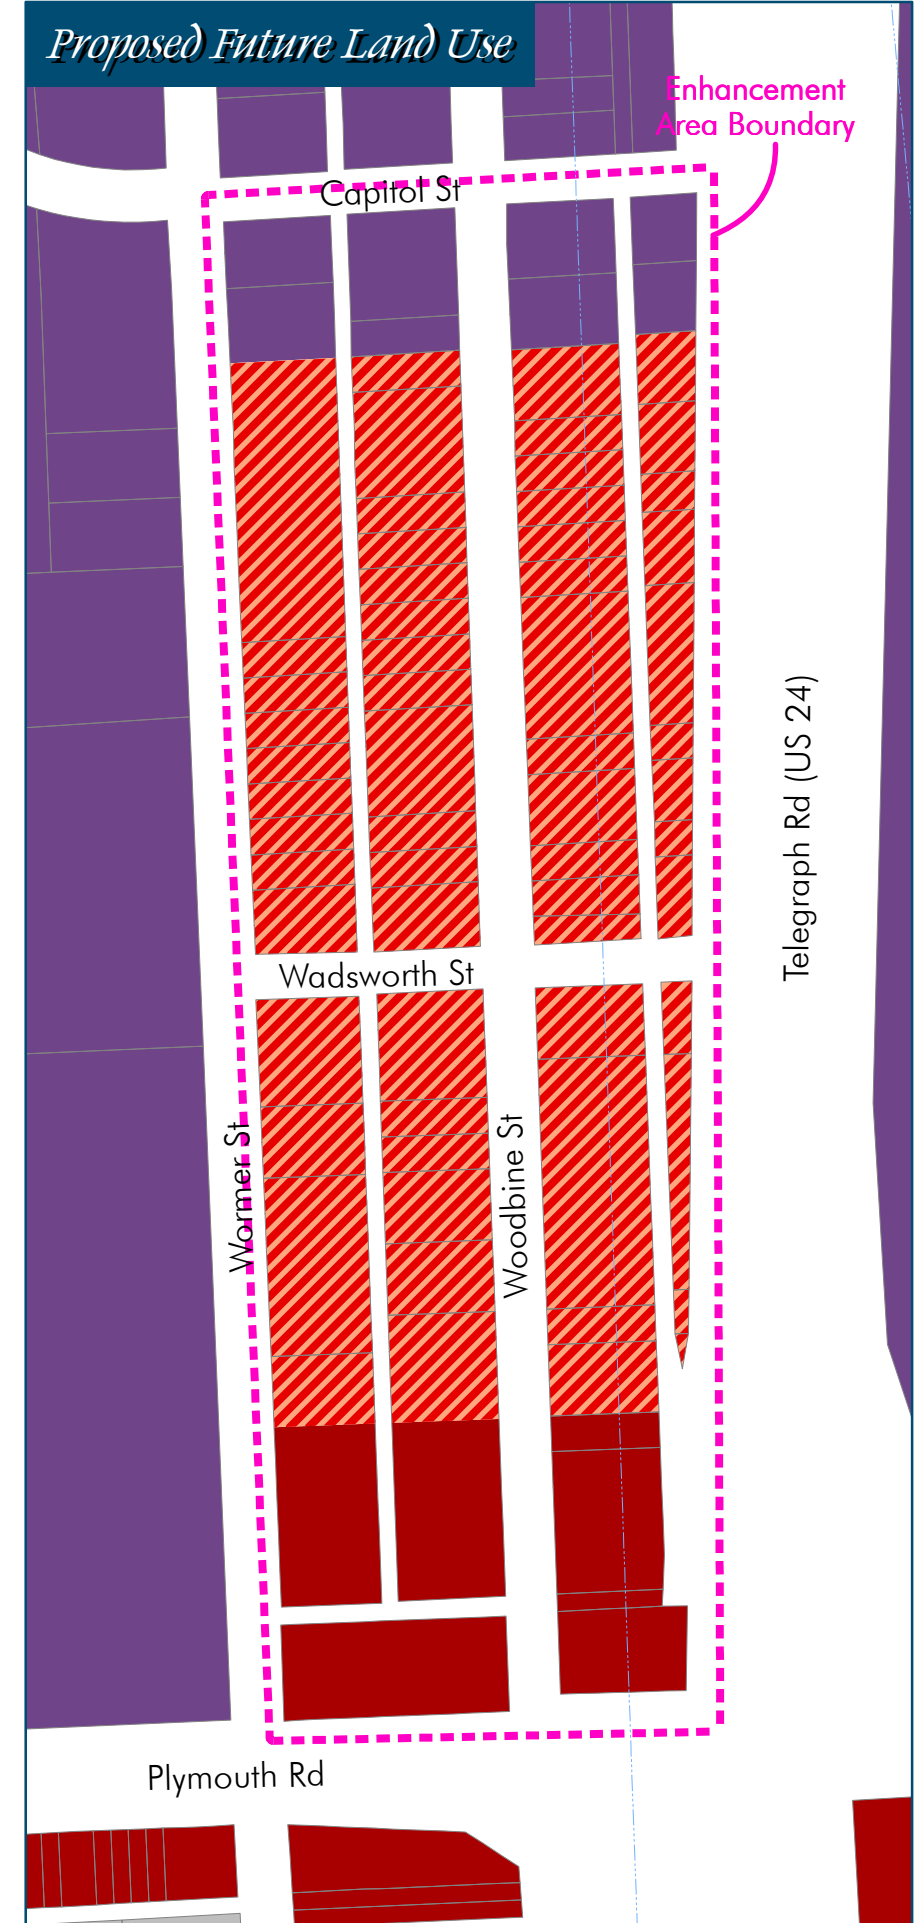 Proposed Future Land Use
Enhancement
Area Boundary
Capitol St
Telegraph Rd (US 24)
Wadsworth St
Wormer St
Woodbine St
Plymouth Rd